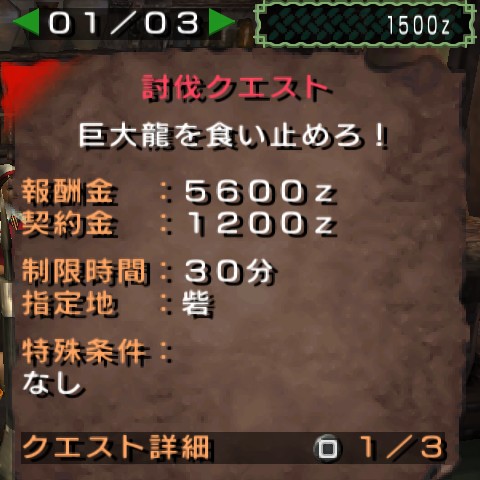 01/03
1500z
討伐クエスト
巨大龍を食い止めろ！
報酬金 ：5600z
契約金 ：1200z
制限時間：30分
指定地 ：砦
特殊条件：
なし
クエスト詳細 1/3